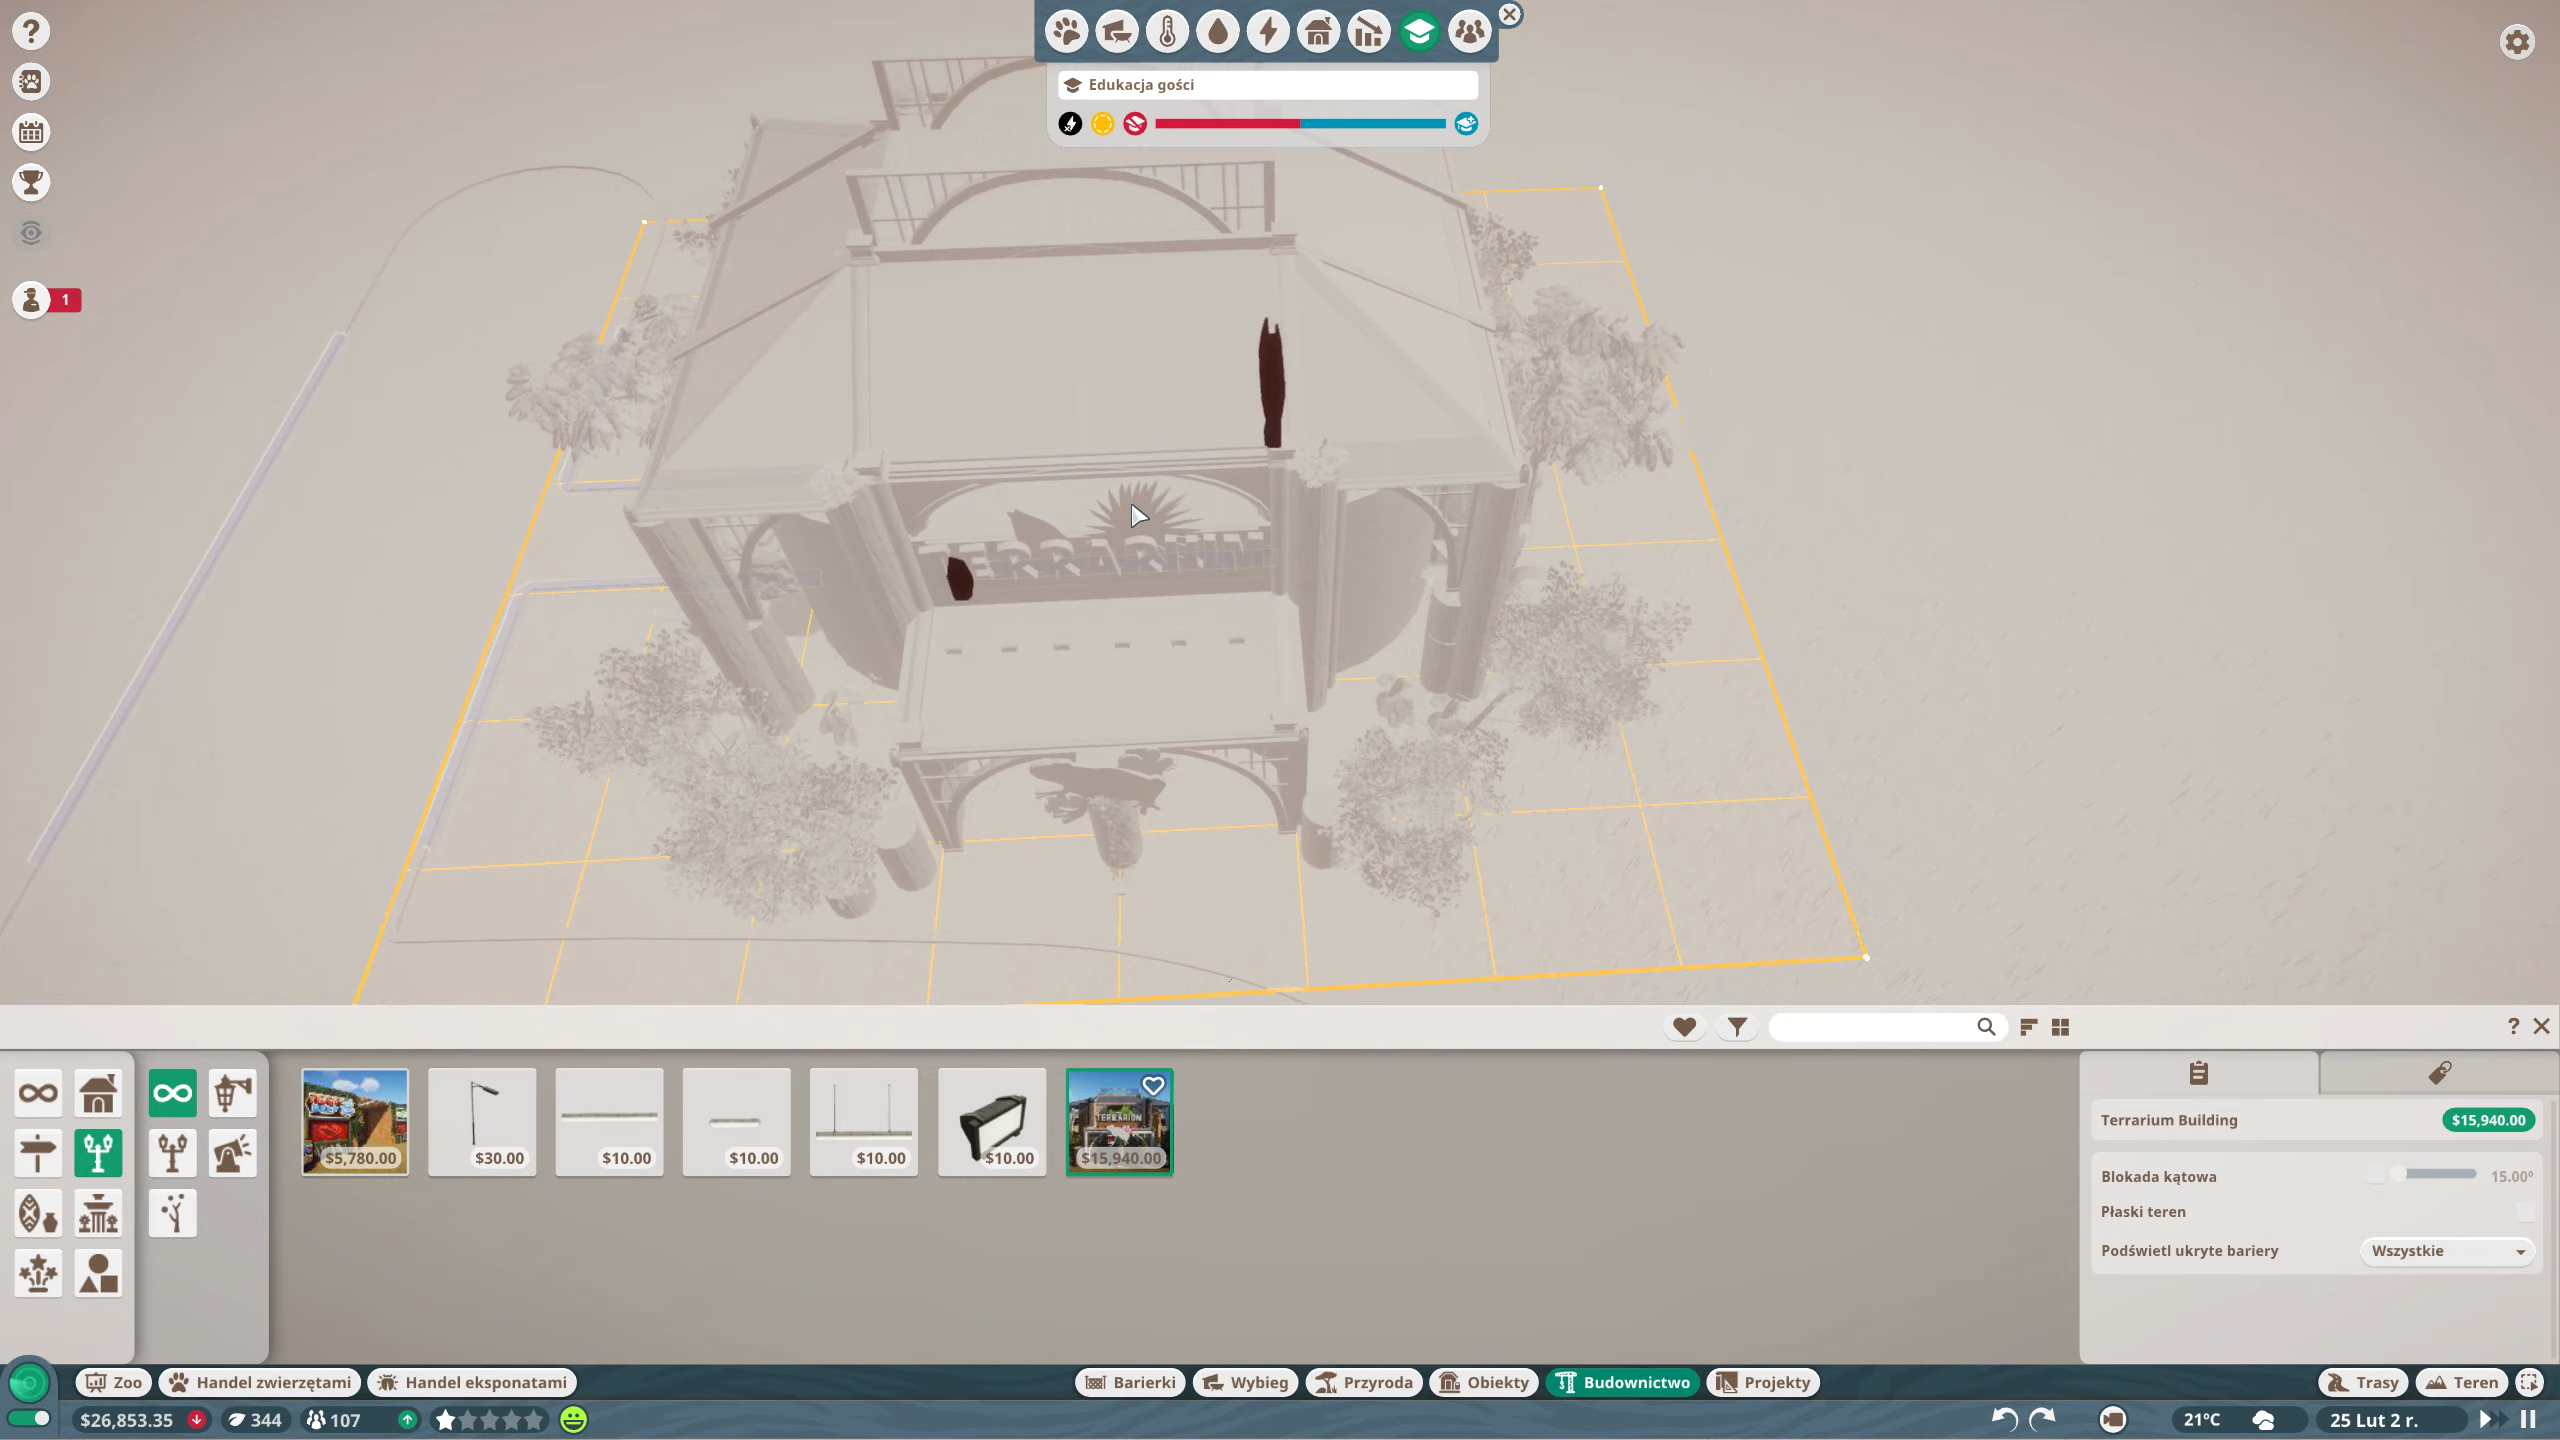 ?
Edukacja gości
1
TERRARIUM
?
$5,780.00
$30.00
$10.00
$10.00
$10.00
$10.00
TERRARIUM
$15,940.00
Terrarium Building
$15,940.00
Blokada kątowa
15.00°
Płaski teren
Podświetl ukryte bariery
Wszystkie
Zoo
Handel zwierzętami
Handel eksponatami
Barierki
Wybieg
Przyroda
Obiekty
Budownictwo
Projekty
Trasy
Teren
$26,853.35
344
107
21°C
25 Lut 2 r.